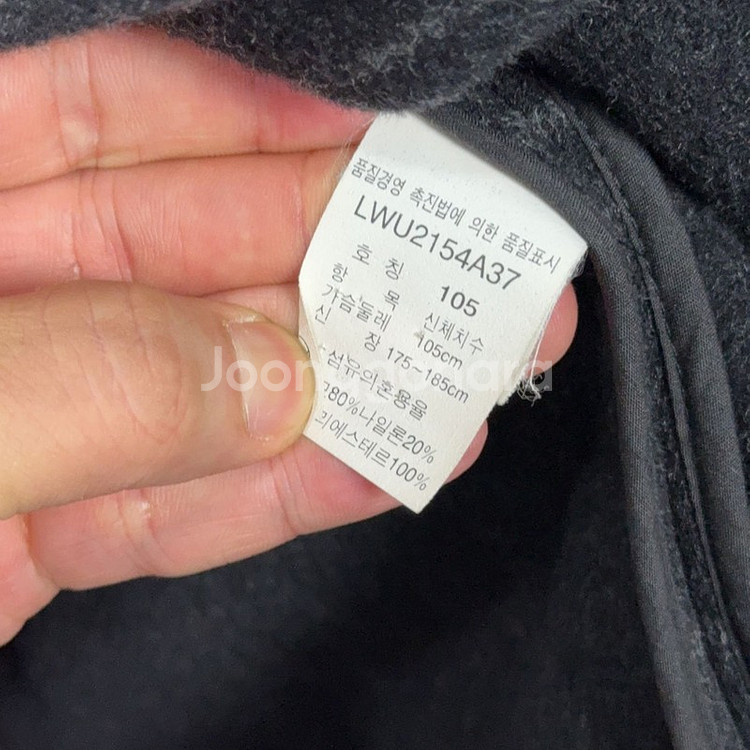 품질경영 촉진법에 의한 품질표시
LWU2154A37
호 칭 105
항 목 신체치수
가슴둘레 105cm
신 장 175~185cm
섬유의혼용율
:80%나일론20%
리에스테르100%
Joongonara